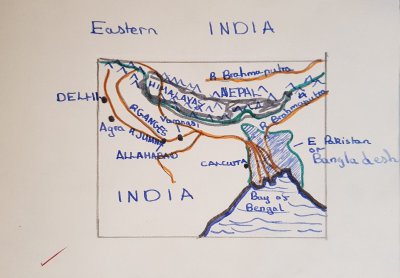 Eastern INDIA
R Brahmaputra
HIMALAYAS
NEPAL
DELHI
R GANGES
R Brahmaputra
Varanasi
Agra
R JUMNA
ALLAHABAD
CALCUTTA
E Pakistan
or
Bangladesh
INDIA
Bay of
Bengal